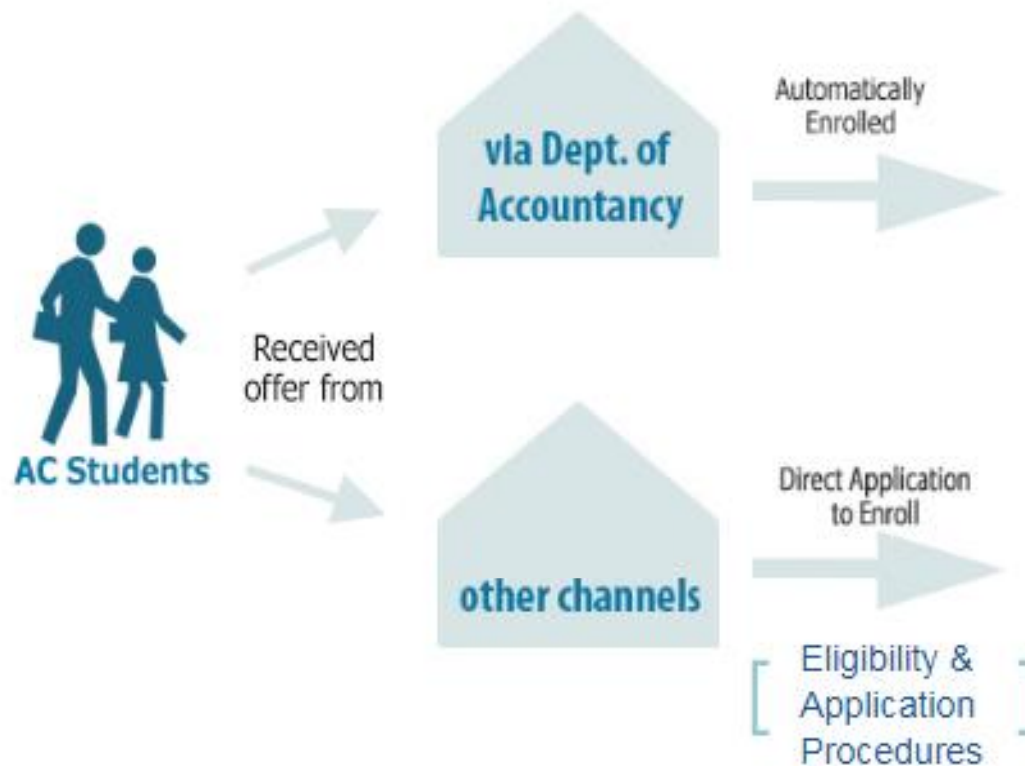 via Dept. of
Accountancy
Automatically
Enrolled
Received
offer from
AC Students
other channels
Direct Application
to Enroll
Eligibility &
Application
Procedures